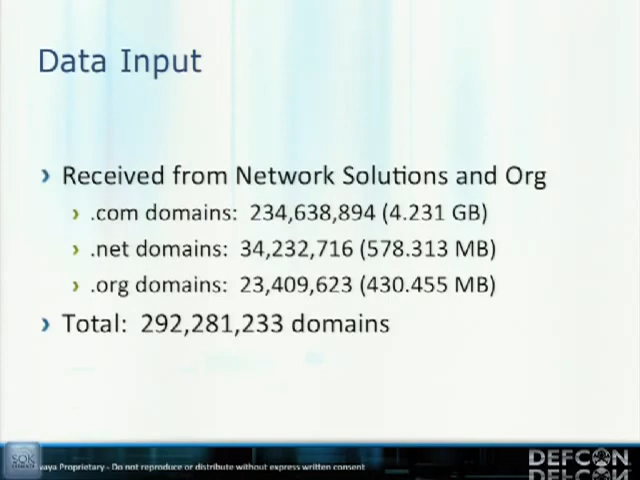 Data Input
› Received from Network Solutions and Org
› .com domains: 234,638,894 (4.231 GB)
› .net domains: 34,232,716 (578.313 MB)
› .org domains: 23,409,623 (430.455 MB)
› Total: 292,281,233 domains
SOK
vaya Proprietary - Do not reproduce or distribute without express written consent
DEFCON